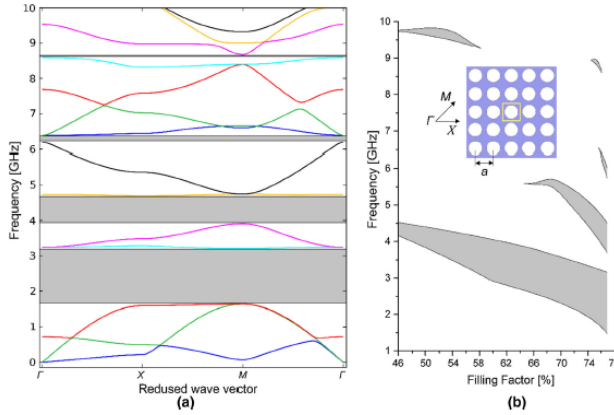 10
9
8
7
6
5
4
3
2
1
0
Frequency [GHz]
Γ
X
M
Γ
Redused wave vector
(a)
10
9
8
7
6
5
4
3
2
1
Frequency [GHz]
M
Γ
X
a
46
50
54
58
62
66
70
74
Filling Factor [%]
(b)